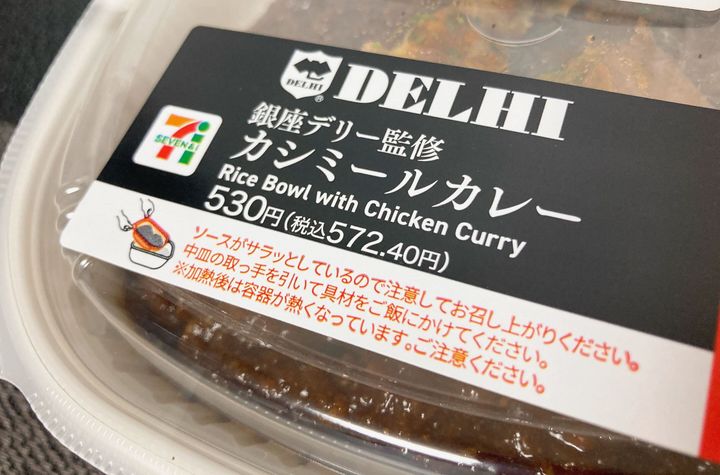 DELHI
DELHI
®
銀座デリー監修
7
SEVEN&i
カシミールカレー
Rice Bowl with Chicken Curry
530円(税込572.40円)
ソースがサラッとしているので注意してお召し上がりください。
中皿の取っ手を引いて具材をご飯にかけてください。
※加熱後は容器が熱くなっています。ご注意ください。